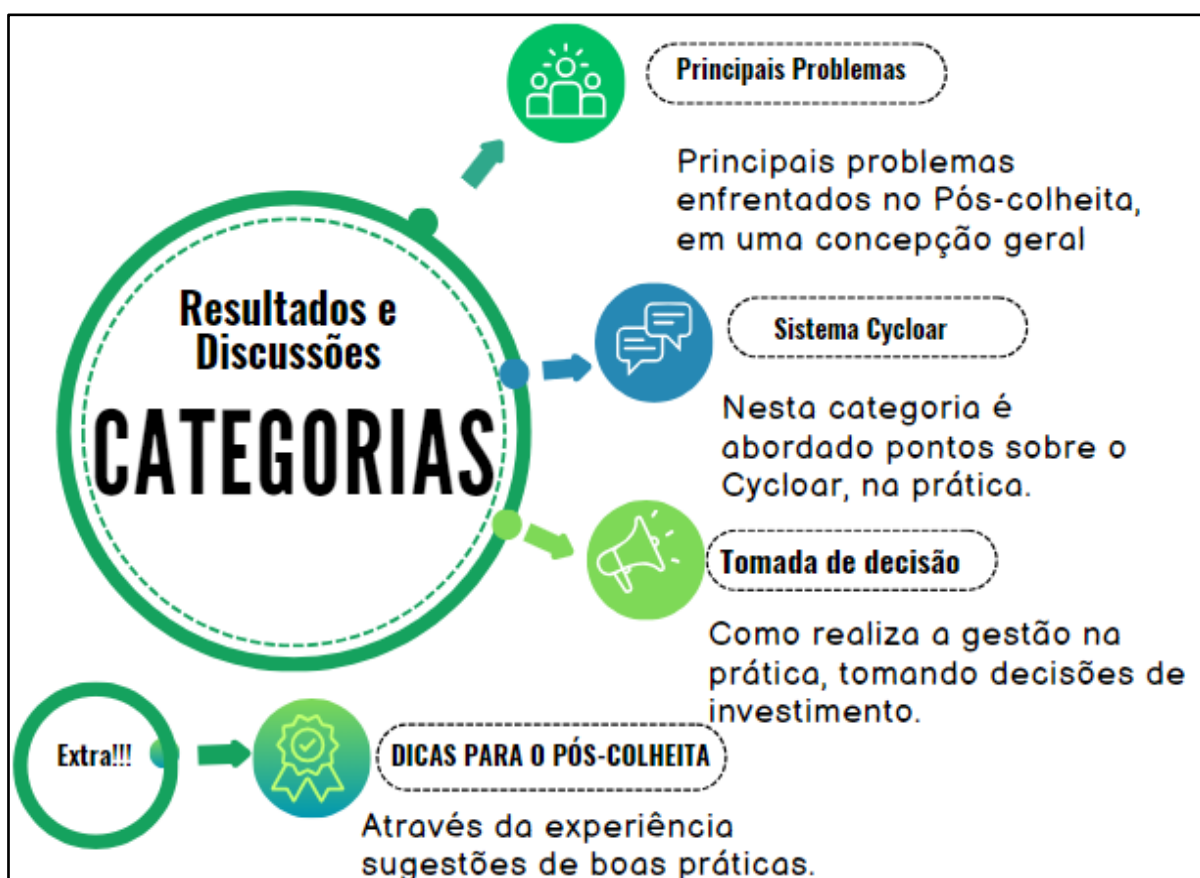 Principais Problemas
Principais problemas
enfrentados no Pós-colheita,
em uma concepção geral
Resultados e
Discussões
CATEGORIAS
Sistema Cycloar
Nesta categoria é
abordado pontos sobre o
Cycloar, na prática.
Tomada de decisão
Como realiza a gestão na
prática, tomando decisões de
investimento.
Extra!!!
DICAS PARA O PÓS-COLHEITA
Através da experiência
sugestões de boas práticas.